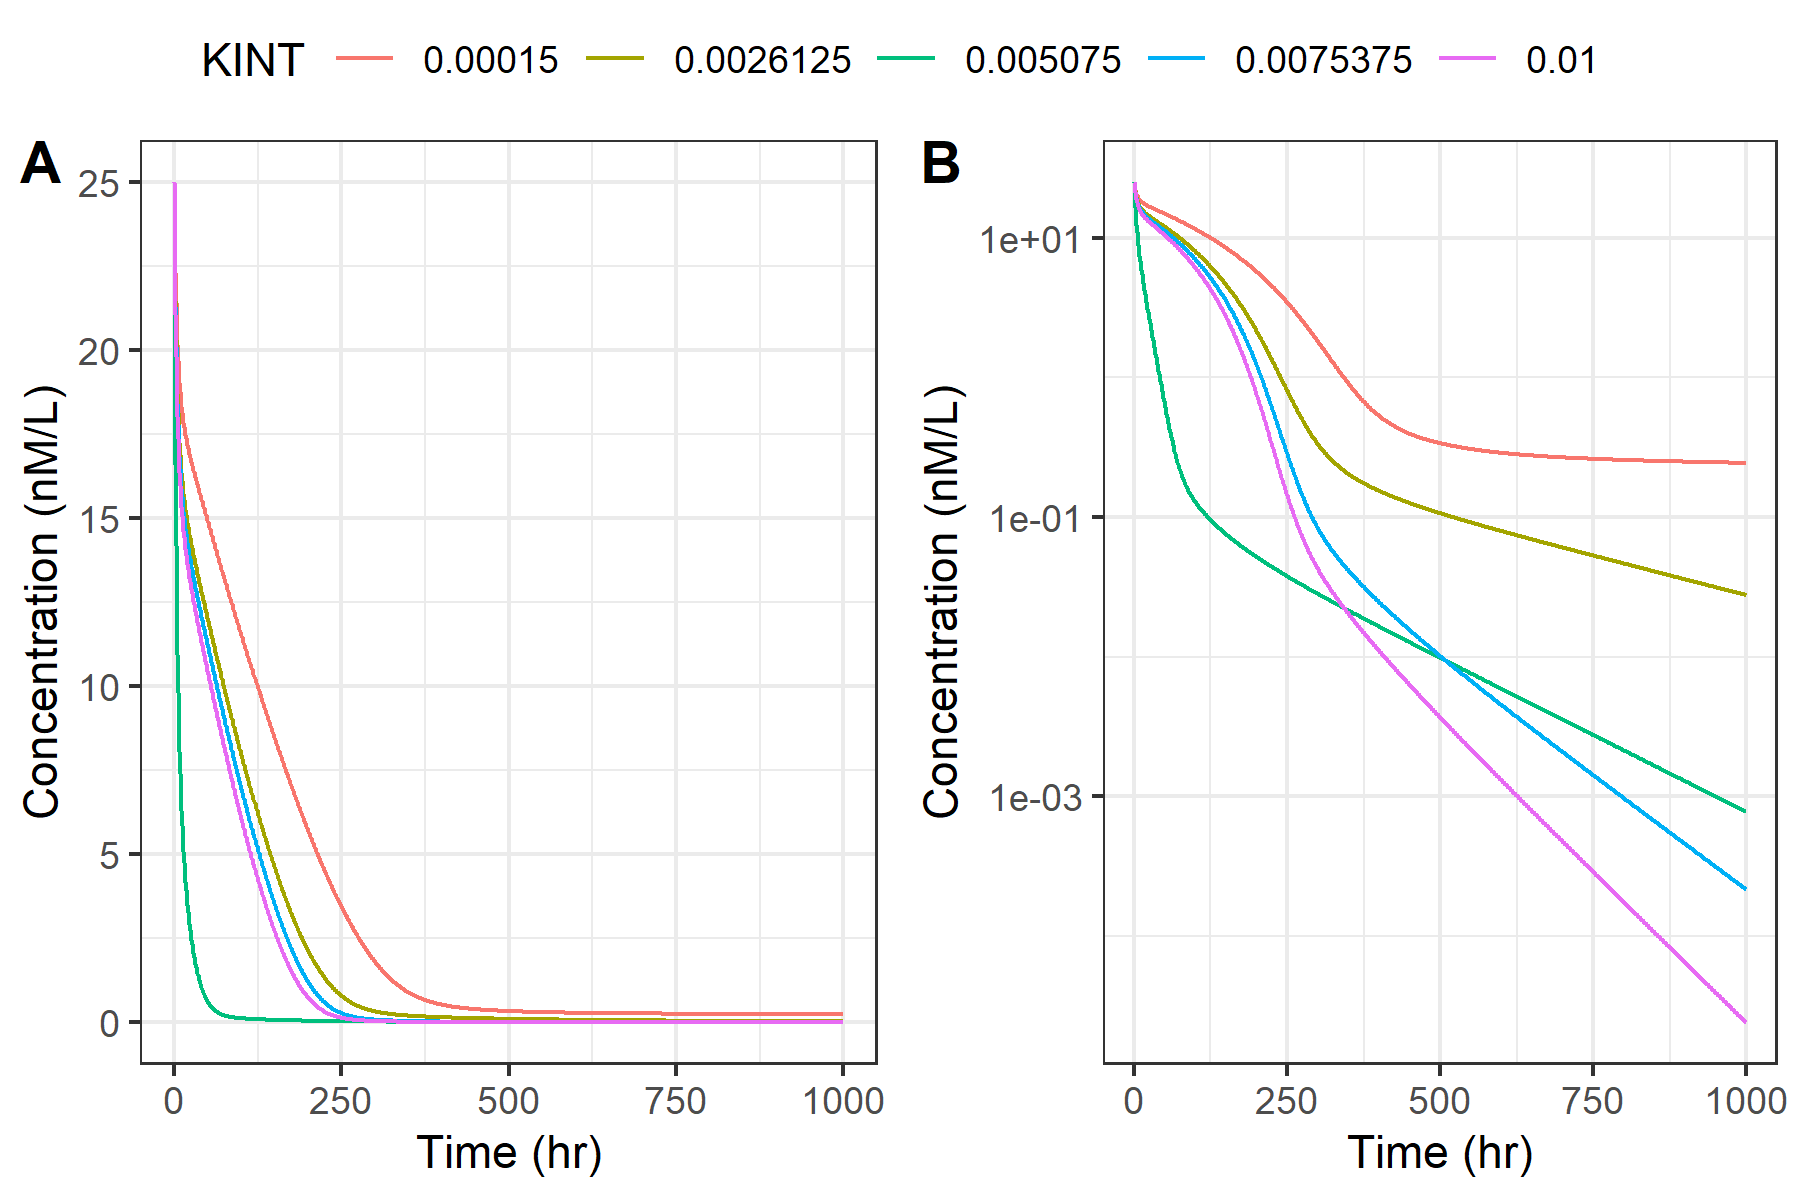 KINT 0.00015 0.0026125 0.005075 0.0075375 0.01
A
25
20
15
10
5
0
Concentration (nM/L)
0 250 500 750 1000
Time (hr)
B
1e+01
1e-01
1e-03
Concentration (nM/L)
0 250 500 750 1000
Time (hr)